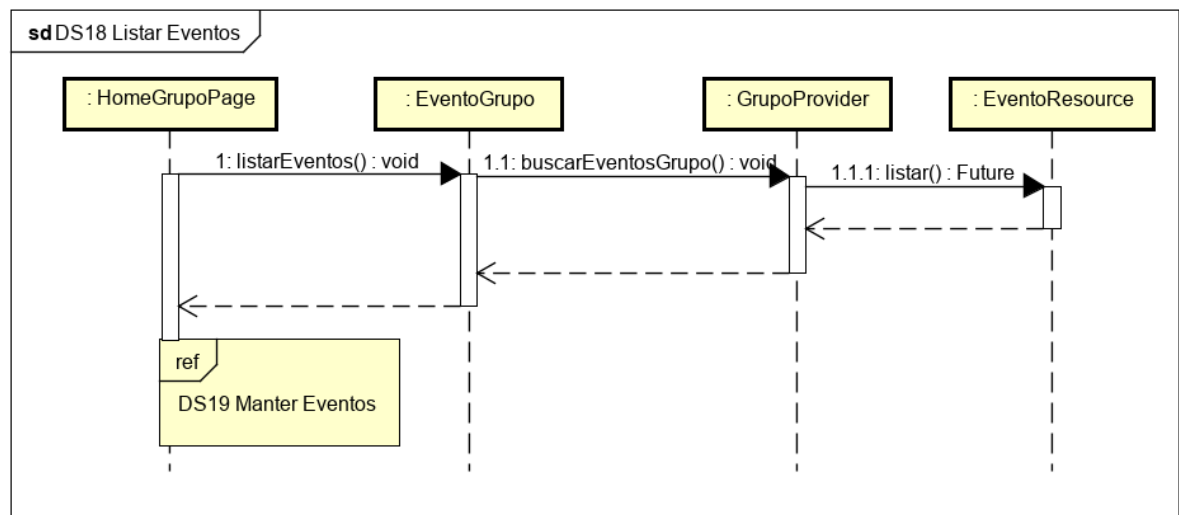 sd DS18 Listar Eventos
: HomeGrupoPage
: EventoGrupo
: GrupoProvider
: EventoResource
1: listarEventos() : void
1.1: buscarEventosGrupo() : void
1.1.1: listar() : Future
ref
DS19 Manter Eventos